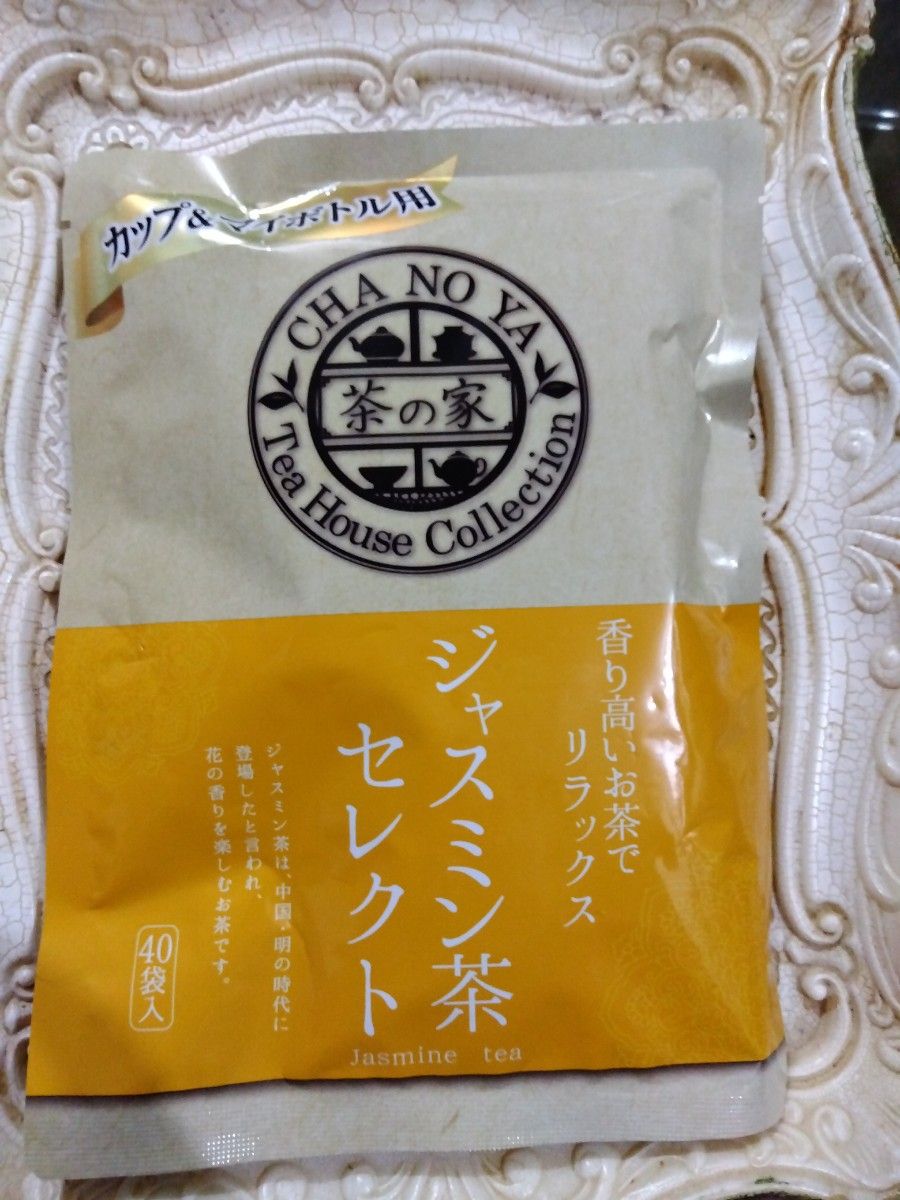 カップ&マイボトル用
CHA NO YA
茶の家
Tea House Collection
香り高いお茶で
リラックス
ジャスミン茶
セレクト
ジャスミン茶は、中国・明の時代に
登場したと言われ、
花の香りを楽しむお茶です。
40袋入
Jasmine tea